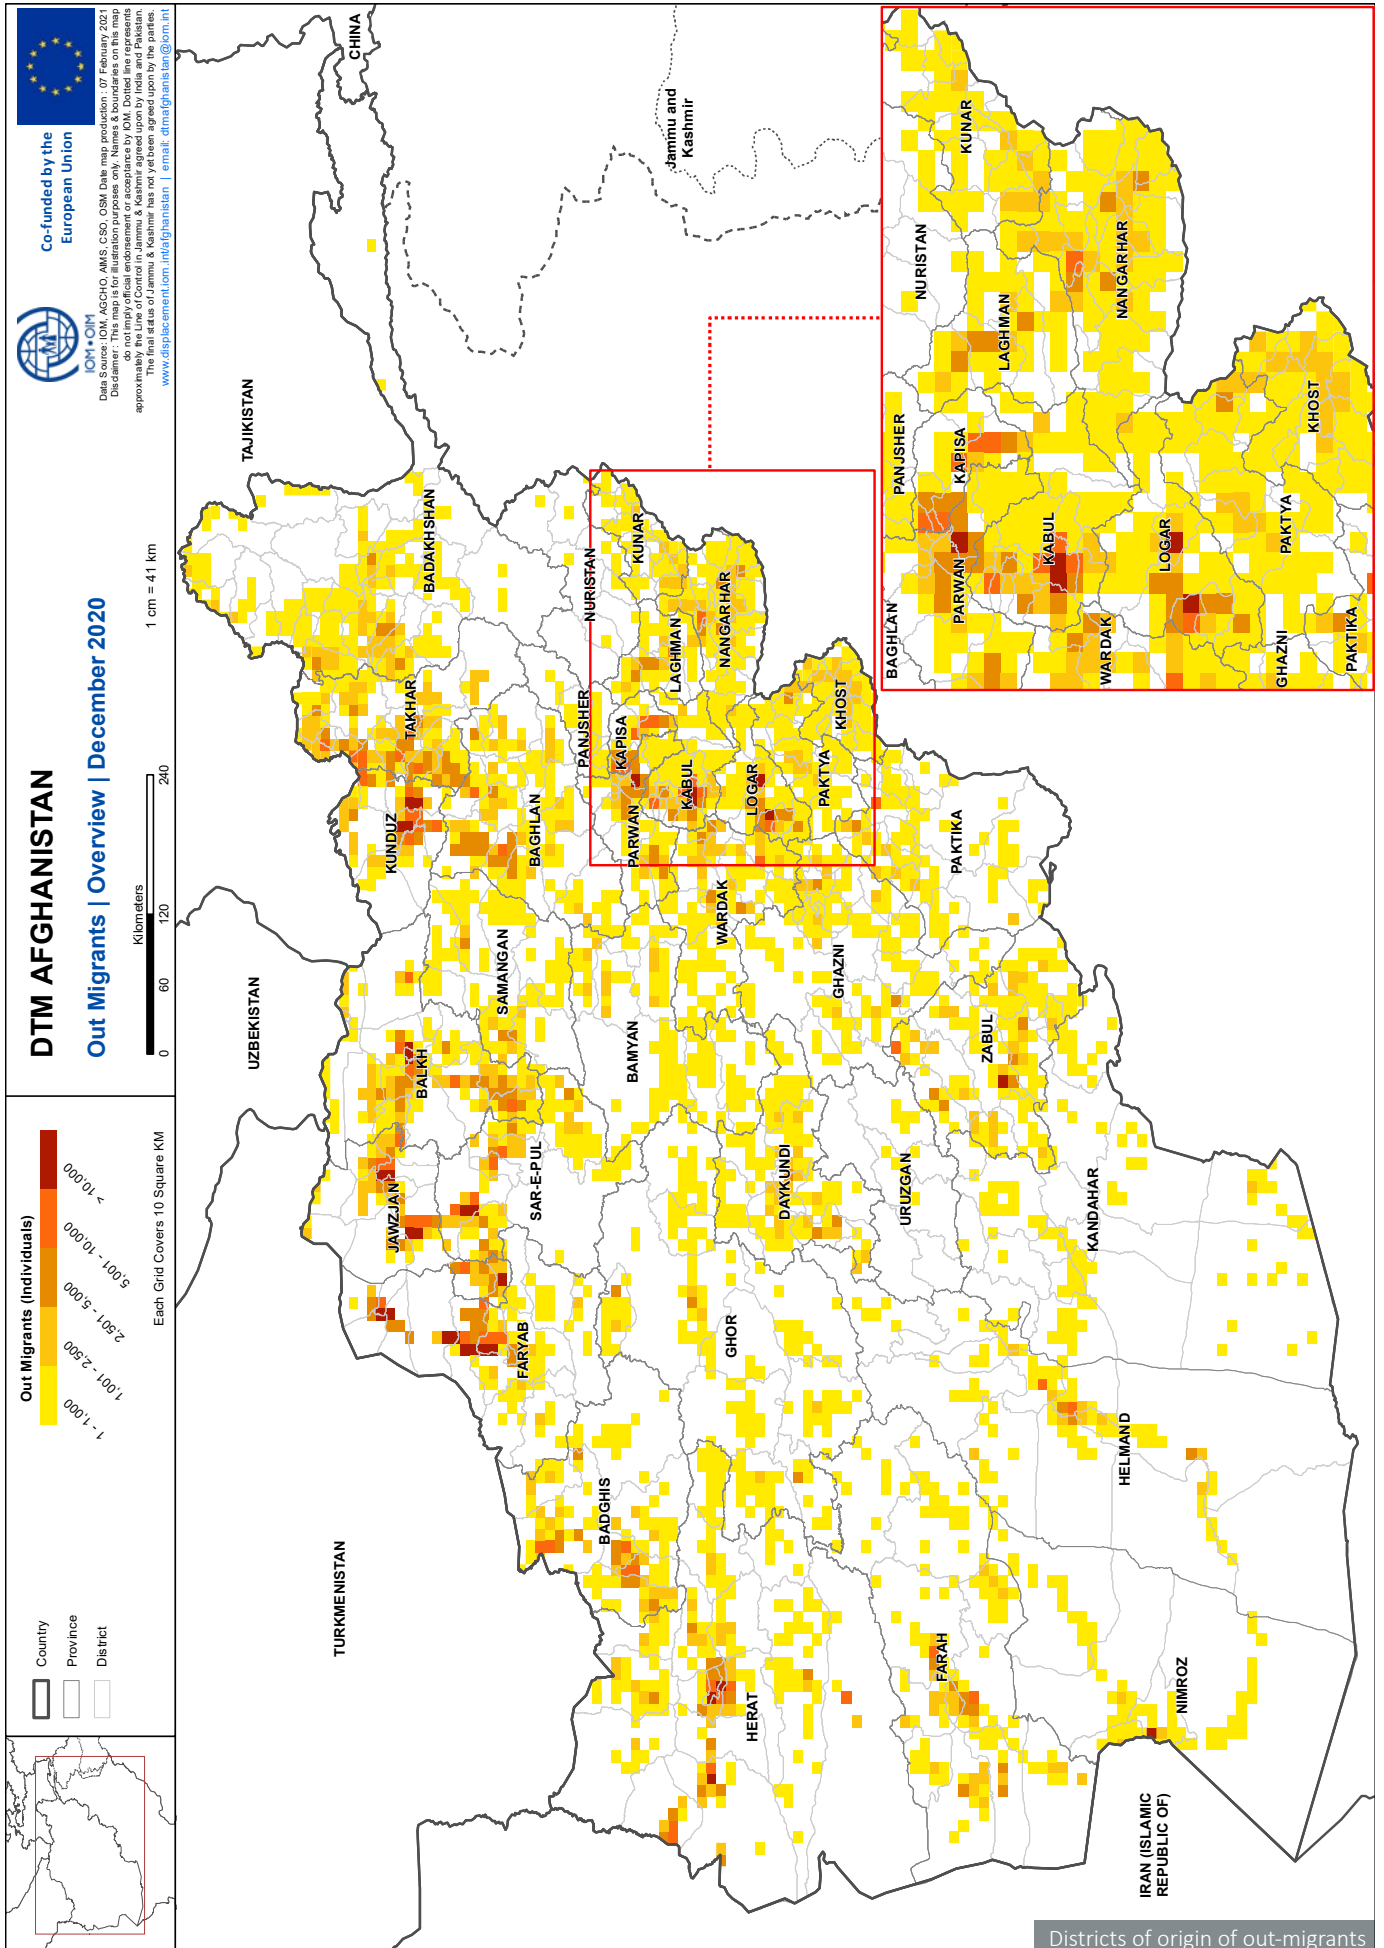 DTM AFGHANISTAN
Out Migrants | Overview | December 2020
Country
Province
District
Out Migrants (Individuals)
1 - 1,000
1,001 - 2,500
2,501 - 5,000
5,001 - 10,000
> 10,000
Each Grid Covers 10 Square KM
Kilometers
0
60
120
240
1 cm = 41 km
IOM • OIM
Co-funded by the
European Union
Data Source: IOM, AGCHO, AIMS, CSO, OSM Date map production : 07 February 2021
Disclaimer: This map is for illustration purposes only. Names & boundaries on this map
do not imply official endorsement or acceptance by IOM. Dotted line represents
approximately the Line of Control in Jammu & Kashmir agreed upon by India and Pakistan.
The final status of Jammu & Kashmir has not yet been agreed upon by the parties.
www.displacement.iom.int/afghanistan | email: dtmafghanistan@iom.int
TURKMENISTAN
UZBEKISTAN
TAJIKISTAN
CHINA
Jammu and
Kashmir
IRAN (ISLAMIC
REPUBLIC OF)
JAWZJAN
BALKH
KUNDUZ
TAKHAR
BADAKHSHAN
FARYAB
SAR-E-PUL
SAMANGAN
BAGHLAN
BADGHIS
BAMYAN
PANJSHER
NURISTAN
PARWAN
KAPISA
KUNAR
LAGHMAN
KABUL
NANGARHAR
WARDAK
LOGAR
HERAT
GHOR
DAYKUNDI
GHAZNI
PAKTYA
KHOST
FARAH
URUZGAN
ZABUL
PAKTIKA
HELMAND
KANDAHAR
NIMROZ
BAGHLAN
PANJSHER
NURISTAN
PARWAN
KAPISA
KUNAR
LAGHMAN
KABUL
NANGARHAR
WARDAK
LOGAR
GHAZNI
PAKTYA
KHOST
PAKTIKA
Districts of origin of out-migrants